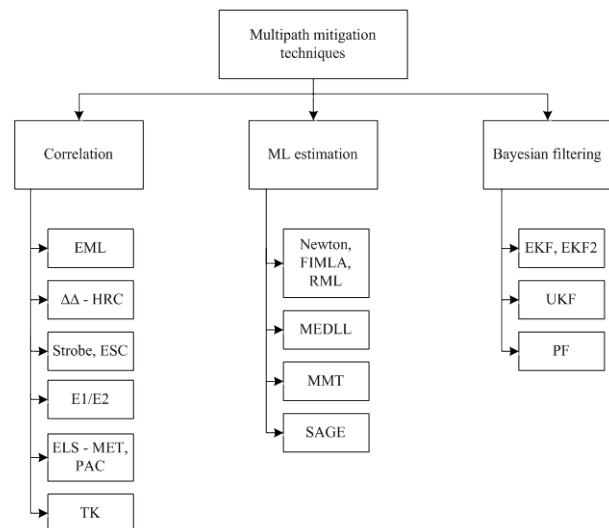 Multipath mitigation
techniques
Correlation
ML estimation
Bayesian filtering
EML
ΔΔ - HRC
Strobe, ESC
E1/E2
ELS - MET,
PAC
TK
Newton,
FIMLA,
RML
MEDLL
MMT
SAGE
EKF, EKF2
UKF
PF